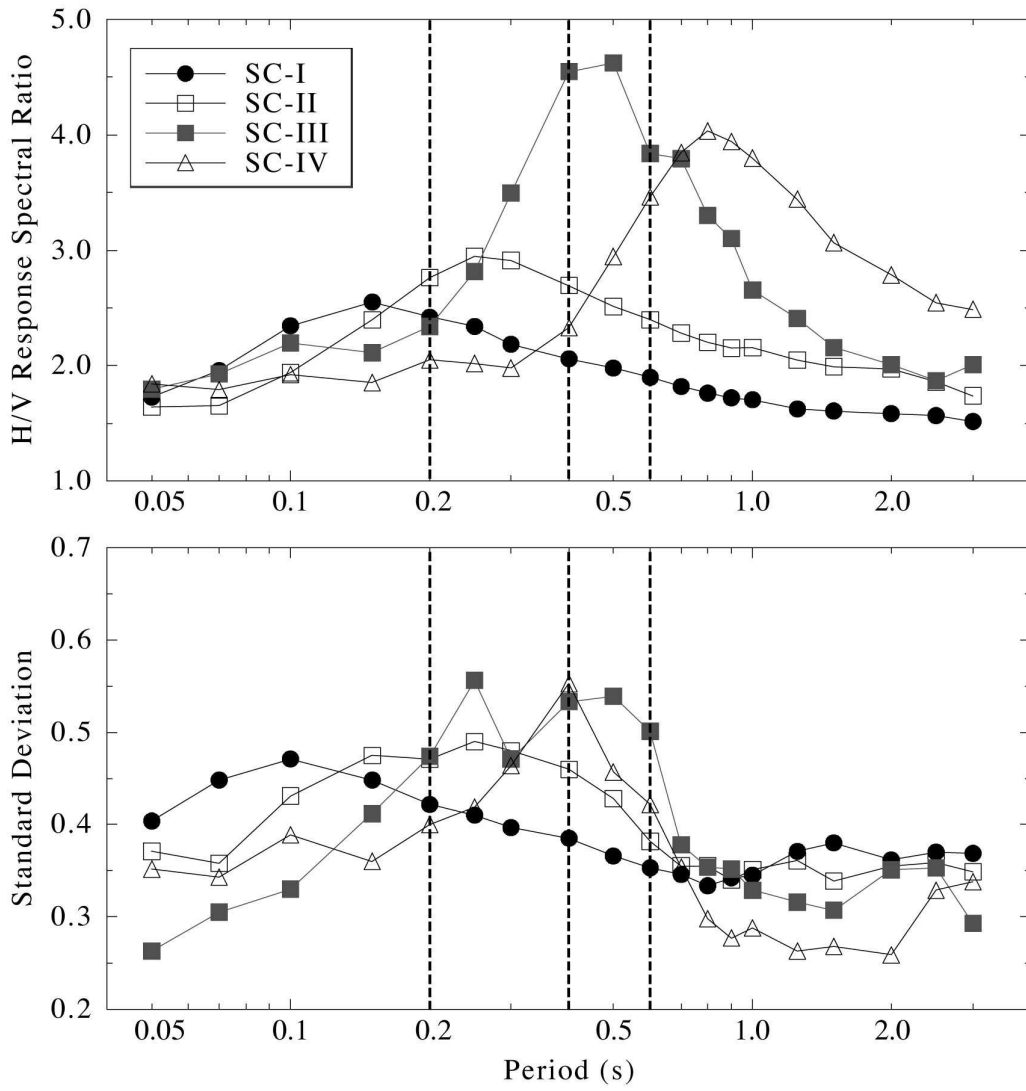 H/V Response Spectral Ratio
5.0
4.0
3.0
2.0
1.0
SC-I
SC-II
SC-III
SC-IV
0.05 0.1 0.2 0.5 1.0 2.0
Standard Deviation
0.7
0.6
0.5
0.4
0.3
0.2
0.05 0.1 0.2 0.5 1.0 2.0
Period (s)